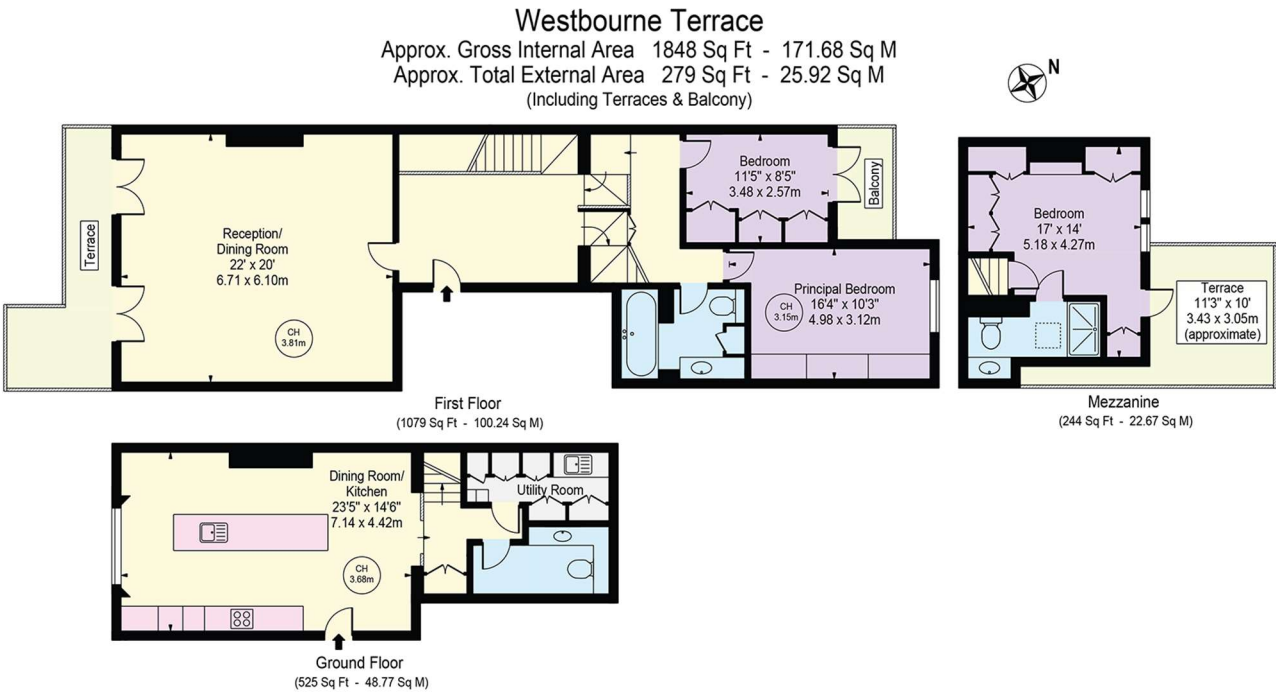 Westbourne Terrace
Approx. Gross Internal Area 1848 Sq Ft - 171.68 Sq M
Approx. Total External Area 279 Sq Ft - 25.92 Sq M
(Including Terraces & Balcony)
N
Terrace
Reception/
Dining Room
22' x 20'
6.71 x 6.10m
CH
3.81m
Bedroom
11'5" x 8'5"
3.48 x 2.57m
Balcony
Principal Bedroom
16'4" x 10'3"
4.98 x 3.12m
CH
3.15m
First Floor
(1079 Sq Ft - 100.24 Sq M)
Bedroom
17' x 14'
5.18 x 4.27m
Terrace
11'3" x 10'
3.43 x 3.05m
(approximate)
Mezzanine
(244 Sq Ft - 22.67 Sq M)
Dining Room/
Kitchen
23'5" x 14'6"
7.14 x 4.42m
CH
3.68m
Utility Room
Ground Floor
(525 Sq Ft - 48.77 Sq M)